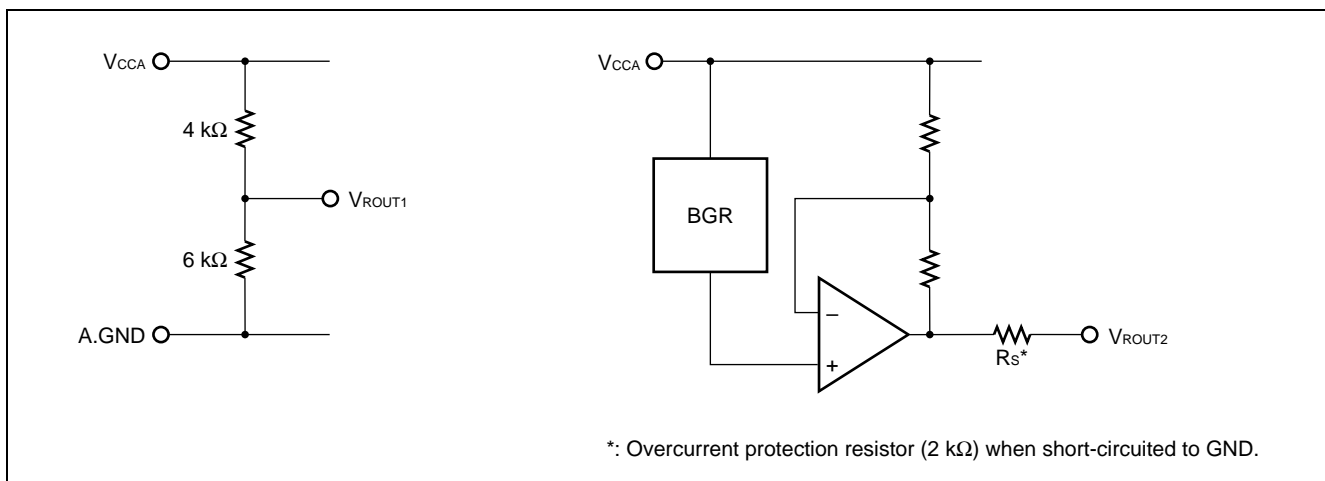 VCCA
4 kΩ
VROUT1
6 kΩ
A.GND
VCCA
BGR
−
+
RS*
VROUT2
*: Overcurrent protection resistor (2 kΩ) when short-circuited to GND.